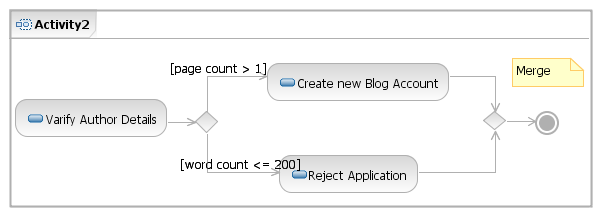 Activity2
[page count > 1]
Create new Blog Account
Merge
Varify Author Details
[word count <= 200]
Reject Application